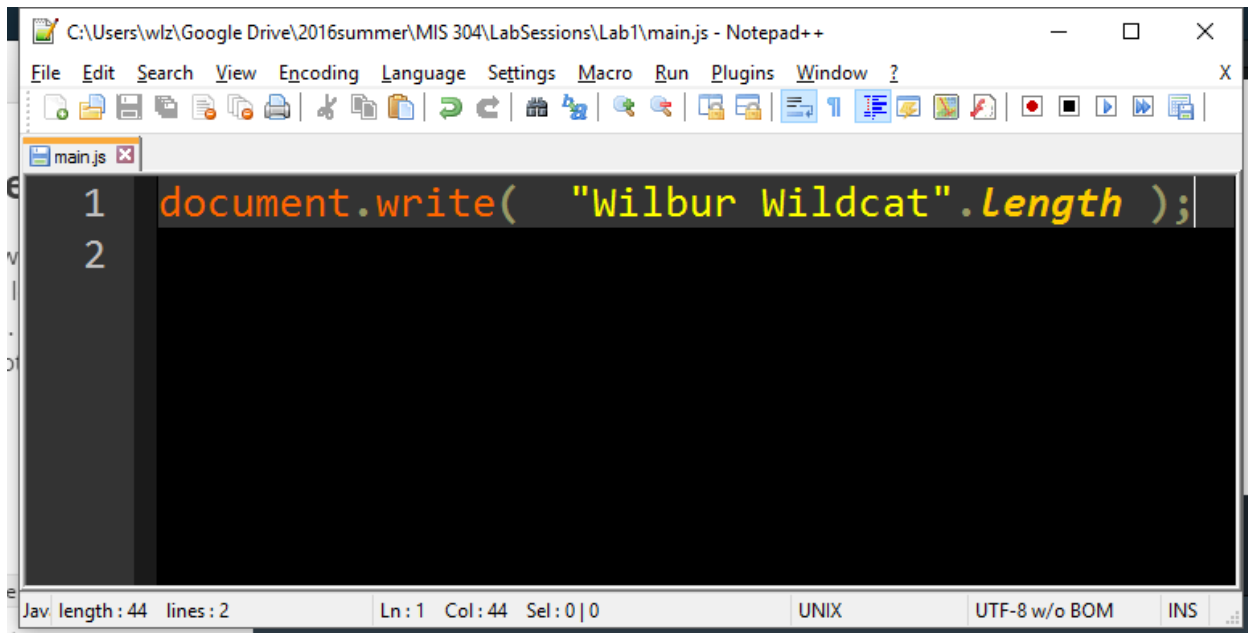 C:\Users\wlz\Google Drive\2016summer\MIS 304\LabSessions\Lab1\main.js - Notepad++
File Edit Search View Encoding Language Settings Macro Run Plugins Window ? X
main.js
1 document.write(  "Wilbur Wildcat".length );
2
Jav length : 44 lines : 2 Ln : 1 Col : 44 Sel : 0 | 0 UNIX UTF-8 w/o BOM INS